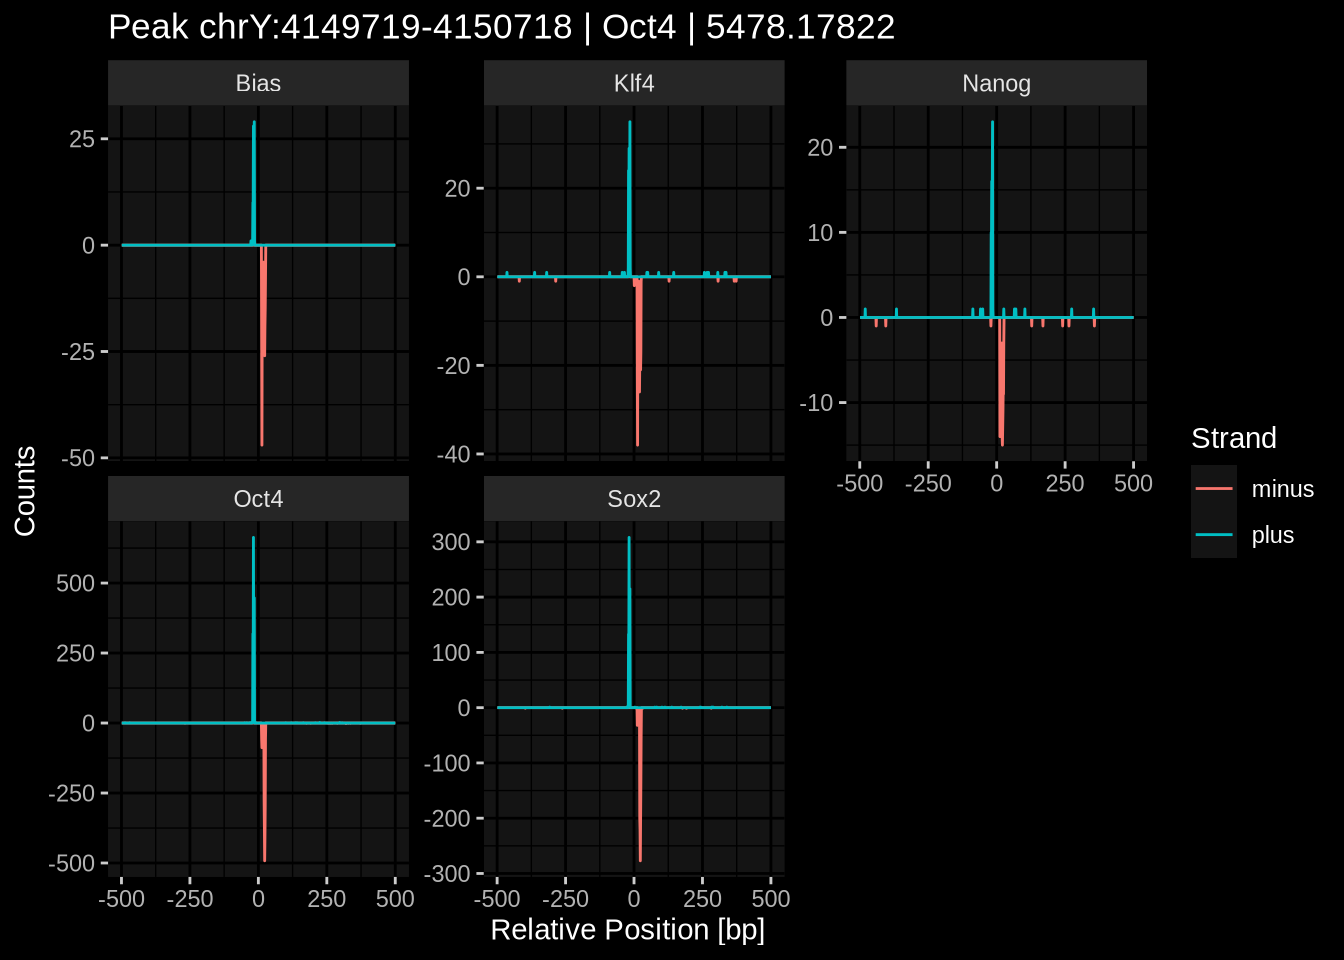 Peak chrY:4149719-4150718 | Oct4 | 5478.17822
Bias
Klf4
Nanog
25
0
-25
-50
20
0
-20
-40
20
10
0
-10
-500 -250 0 250 500
Counts
Strand
minus
plus
Oct4
Sox2
500
250
0
-250
-500
300
200
100
0
-100
-200
-300
-500 -250 0 250 500
-500 -250 0 250 500
Relative Position [bp]